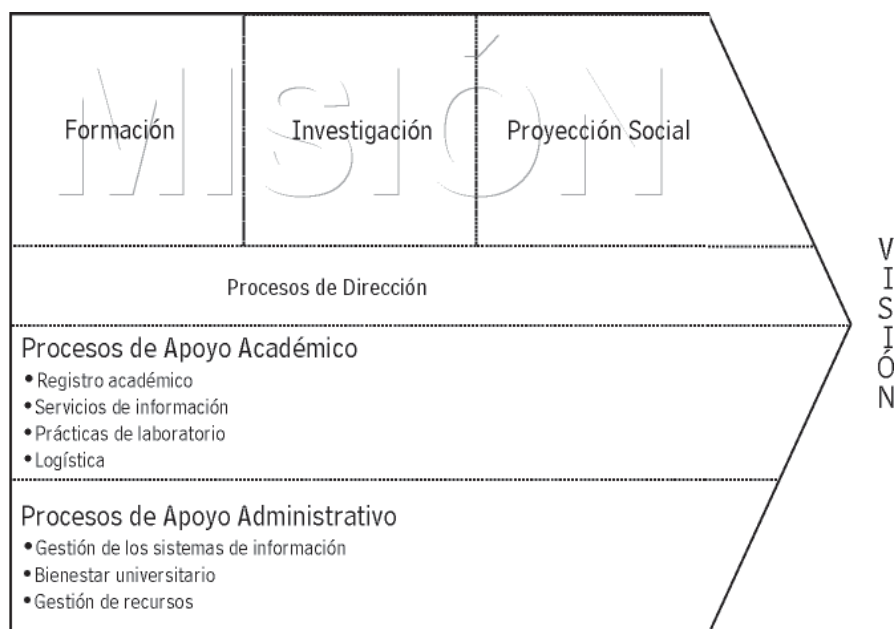 MISIÓN
Formación
Investigación
Proyección Social
Procesos de Dirección
Procesos de Apoyo Académico
• Registro académico
• Servicios de información
• Prácticas de laboratorio
• Logística
Procesos de Apoyo Administrativo
• Gestión de los sistemas de información
• Bienestar universitario
• Gestión de recursos
VISIÓN